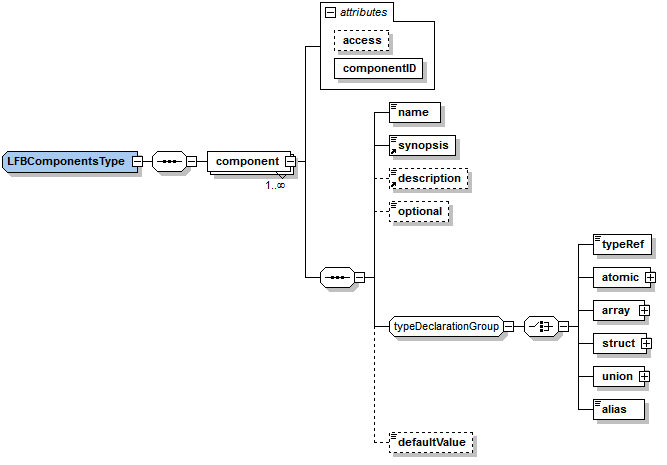 attributes
access
componentID
LFBComponentsType
component
1..∞
name
synopsis
description
optional
typeDeclarationGroup
typeRef
atomic
array
struct
union
alias
defaultValue